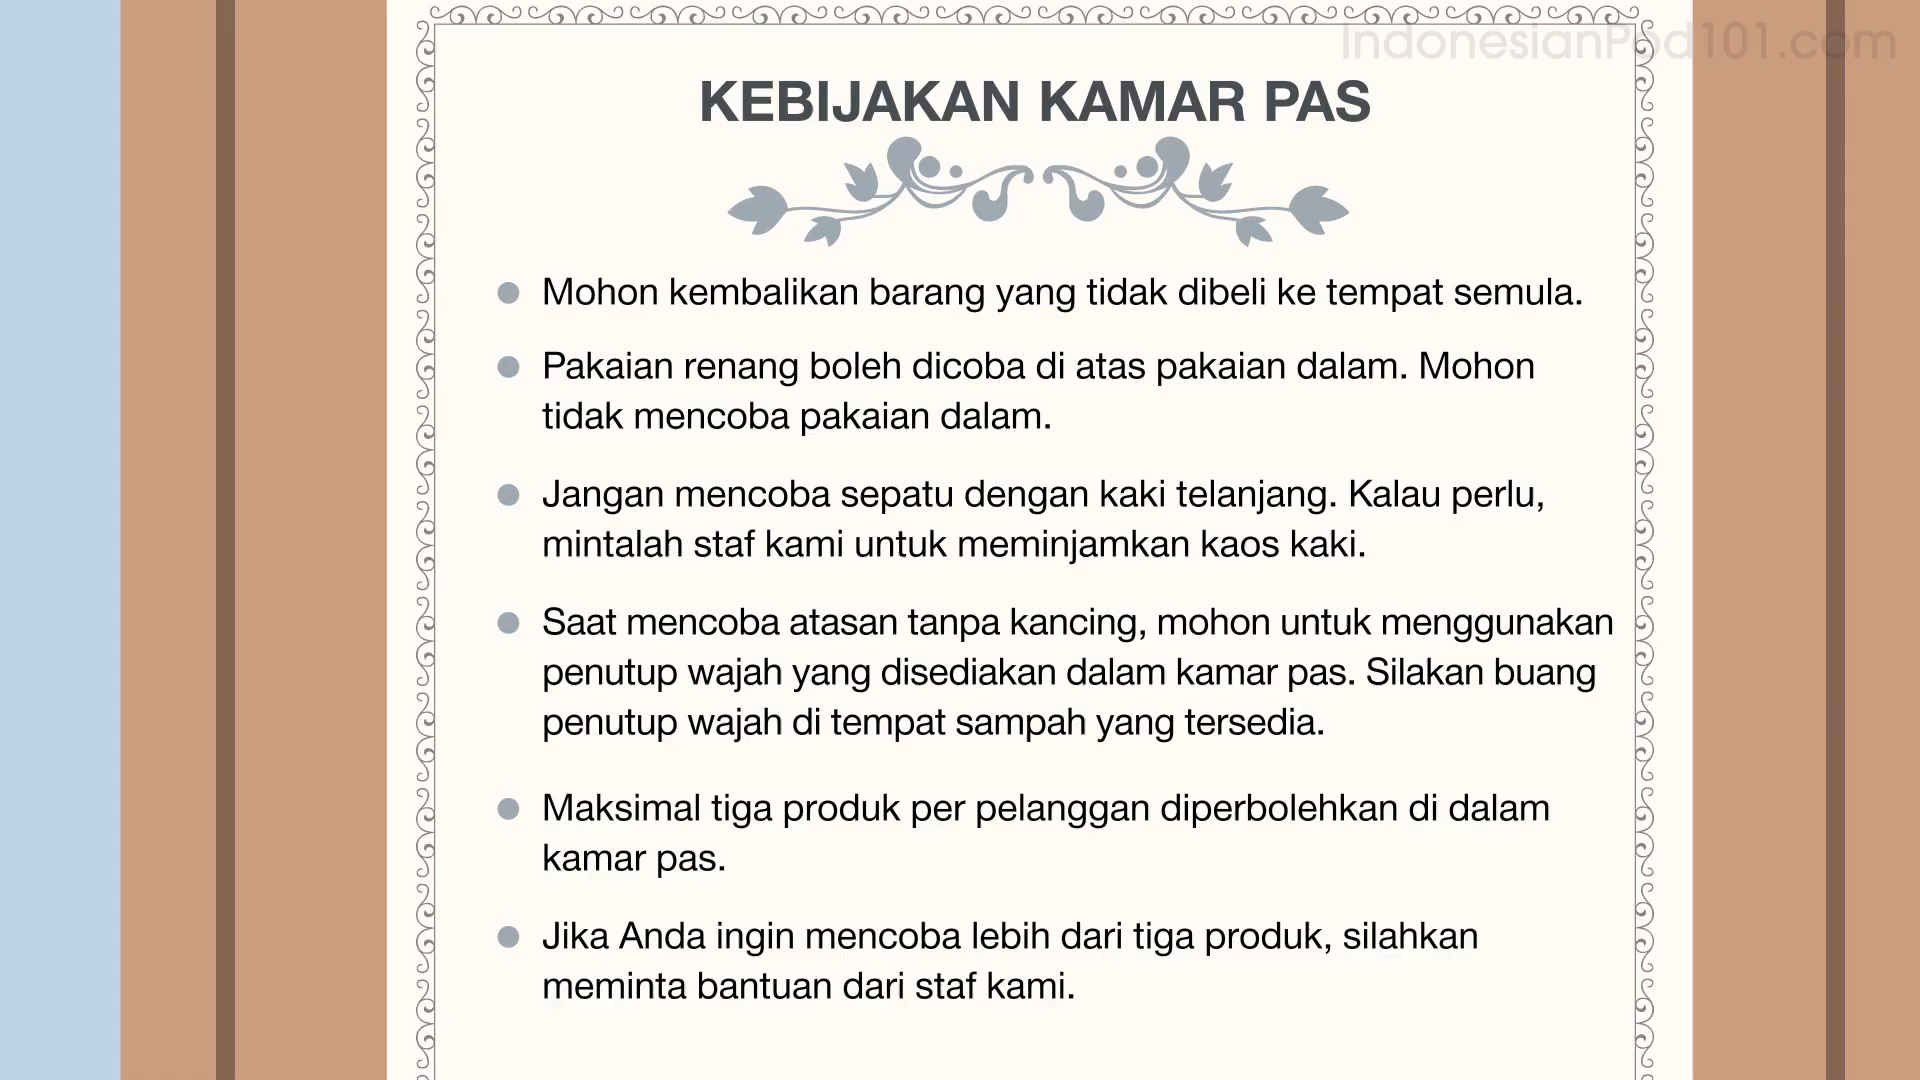 IndonesianPod101.com
KEBIJAKAN KAMAR PAS
Mohon kembalikan barang yang tidak dibeli ke tempat semula.
Pakaian renang boleh dicoba di atas pakaian dalam. Mohon
tidak mencoba pakaian dalam.
Jangan mencoba sepatu dengan kaki telanjang. Kalau perlu,
mintalah staf kami untuk meminjamkan kaos kaki.
Saat mencoba atasan tanpa kancing, mohon untuk menggunakan
penutup wajah yang disediakan dalam kamar pas. Silakan buang
penutup wajah di tempat sampah yang tersedia.
Maksimal tiga produk per pelanggan diperbolehkan di dalam
kamar pas.
Jika Anda ingin mencoba lebih dari tiga produk, silahkan
meminta bantuan dari staf kami.